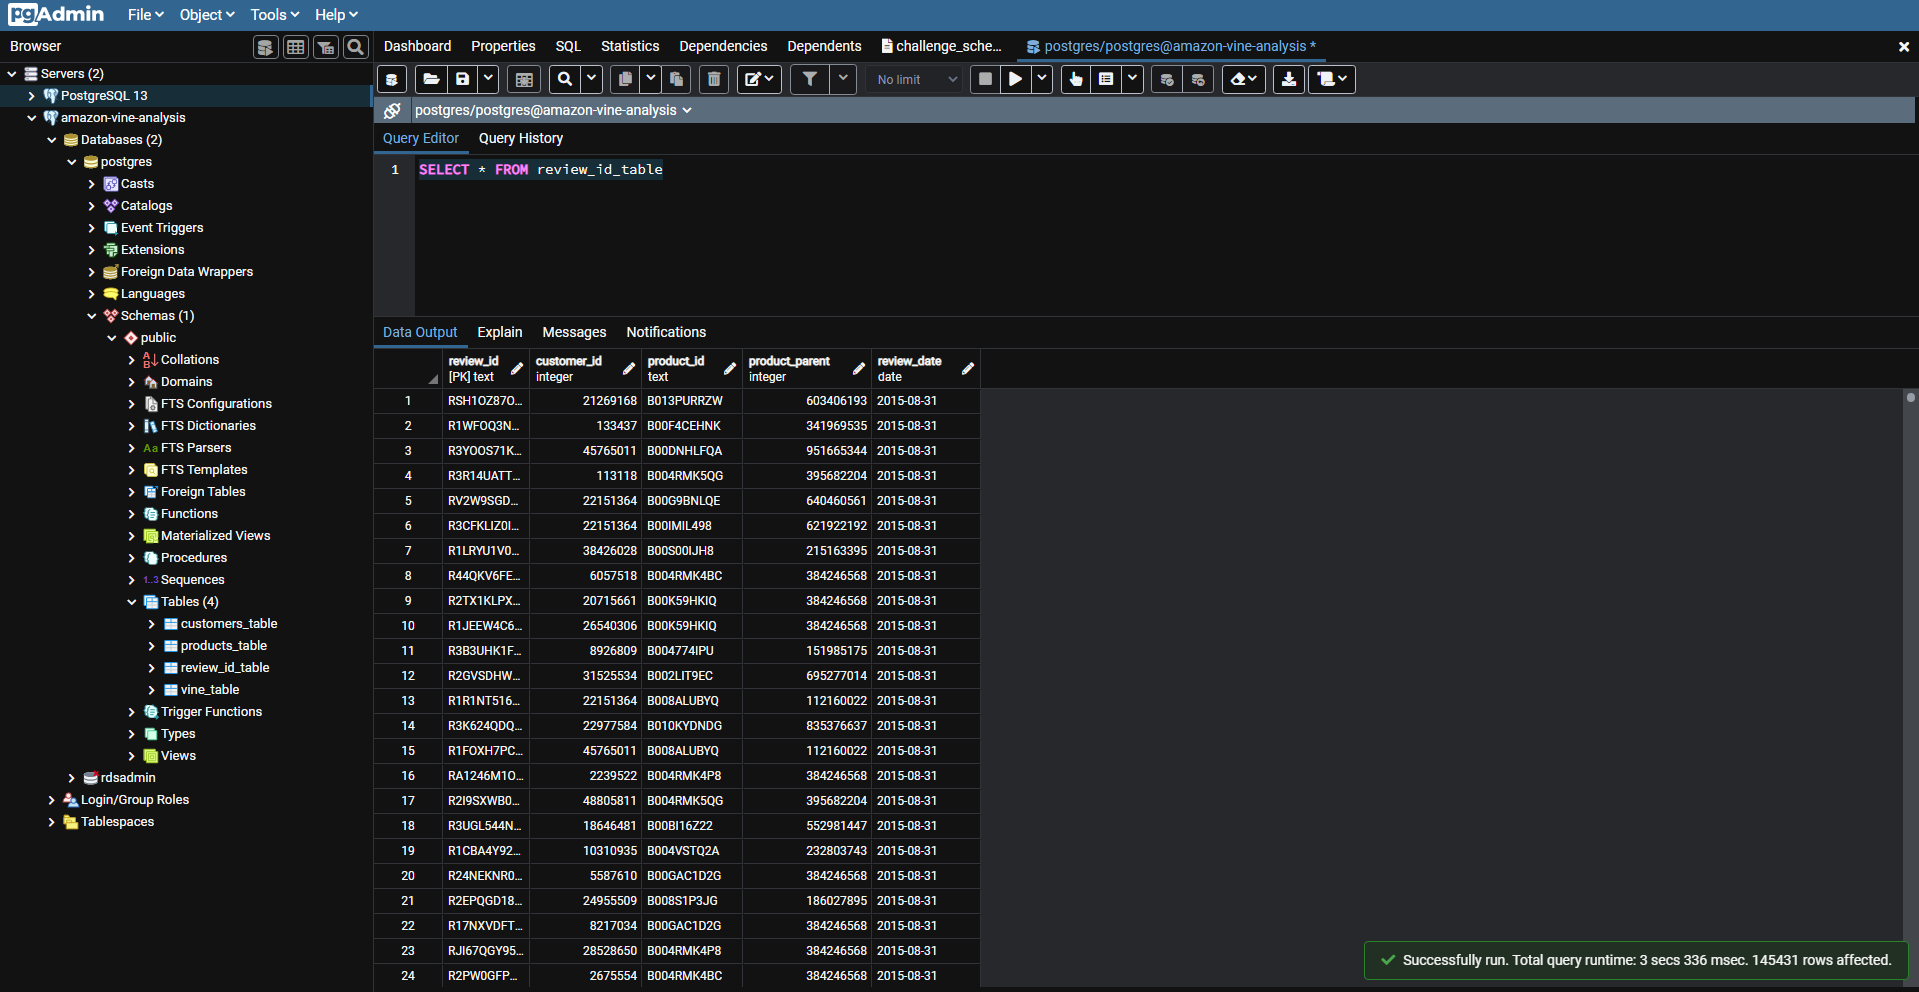 pgAdmin File Object Tools Help
Browser
Dashboard Properties SQL Statistics Dependencies Dependents challenge_sche... postgres/postgres@amazon-vine-analysis *
No limit
postgres/postgres@amazon-vine-analysis
Query Editor Query History
1 SELECT * FROM review_id_table
Servers (2)
PostgreSQL 13
amazon-vine-analysis
Databases (2)
postgres
Casts
Catalogs
Event Triggers
Extensions
Foreign Data Wrappers
Languages
Schemas (1)
public
Collations
Domains
FTS Configurations
FTS Dictionaries
Aa FTS Parsers
FTS Templates
Foreign Tables
Functions
Materialized Views
Procedures
1..3 Sequences
Tables (4)
customers_table
products_table
review_id_table
vine_table
Trigger Functions
Types
Views
rdsadmin
Login/Group Roles
Tablespaces
Data Output Explain Messages Notifications
review_id customer_id product_id product_parent review_date
[PK] text integer text integer date
1 RSH1OZ87O... 21269168 B013PURRZW 603406193 2015-08-31
2 R1WFOQ3N... 133437 B00F4CEHNK 341969535 2015-08-31
3 R3YOOS71K... 45765011 B00DNHLFQA 951665344 2015-08-31
4 R3R14UATT... 113118 B004RMK5QG 395682204 2015-08-31
5 RV2W9SGD... 22151364 B00G9BNLQE 640460561 2015-08-31
6 R3CFKLIZ0I... 22151364 B00IMIL498 621922192 2015-08-31
7 R1LRYU1V0... 38426028 B00S00IJH8 215163395 2015-08-31
8 R44QKV6FE... 6057518 B004RMK4BC 384246568 2015-08-31
9 R2TX1KLPX... 20715661 B00K59HKIQ 384246568 2015-08-31
10 R1JEEW4C6... 26540306 B00K59HKIQ 384246568 2015-08-31
11 R3B3UHK1F... 8926809 B004774IPU 151985175 2015-08-31
12 R2GVSDHW... 31525534 B002LIT9EC 695277014 2015-08-31
13 R1R1NT516... 22151364 B008ALUBYQ 112160022 2015-08-31
14 R3K624QDQ... 22977584 B010KYDNDG 835376637 2015-08-31
15 R1FOXH7PC... 45765011 B008ALUBYQ 112160022 2015-08-31
16 RA1246M1O... 2239522 B004RMK4P8 384246568 2015-08-31
17 R2I9SXWB0... 48805811 B004RMK5QG 395682204 2015-08-31
18 R3UGL544N... 18646481 B00BI16Z22 552981447 2015-08-31
19 R1CBA4Y92... 10310935 B004VSTQ2A 232803743 2015-08-31
20 R24NEKNR0... 5587610 B00GAC1D2G 384246568 2015-08-31
21 R2EPQGD18... 24955509 B008S1P3JG 186027895 2015-08-31
22 R17NXVDFT... 8217034 B00GAC1D2G 384246568 2015-08-31
23 RJI67QGY95... 28528650 B004RMK4P8 384246568 2015-08-31
24 R2PW0GFP... 2675554 B004RMK4BC 384246568 2015-08-31
Successfully run. Total query runtime: 3 secs 336 msec. 145431 rows affected.